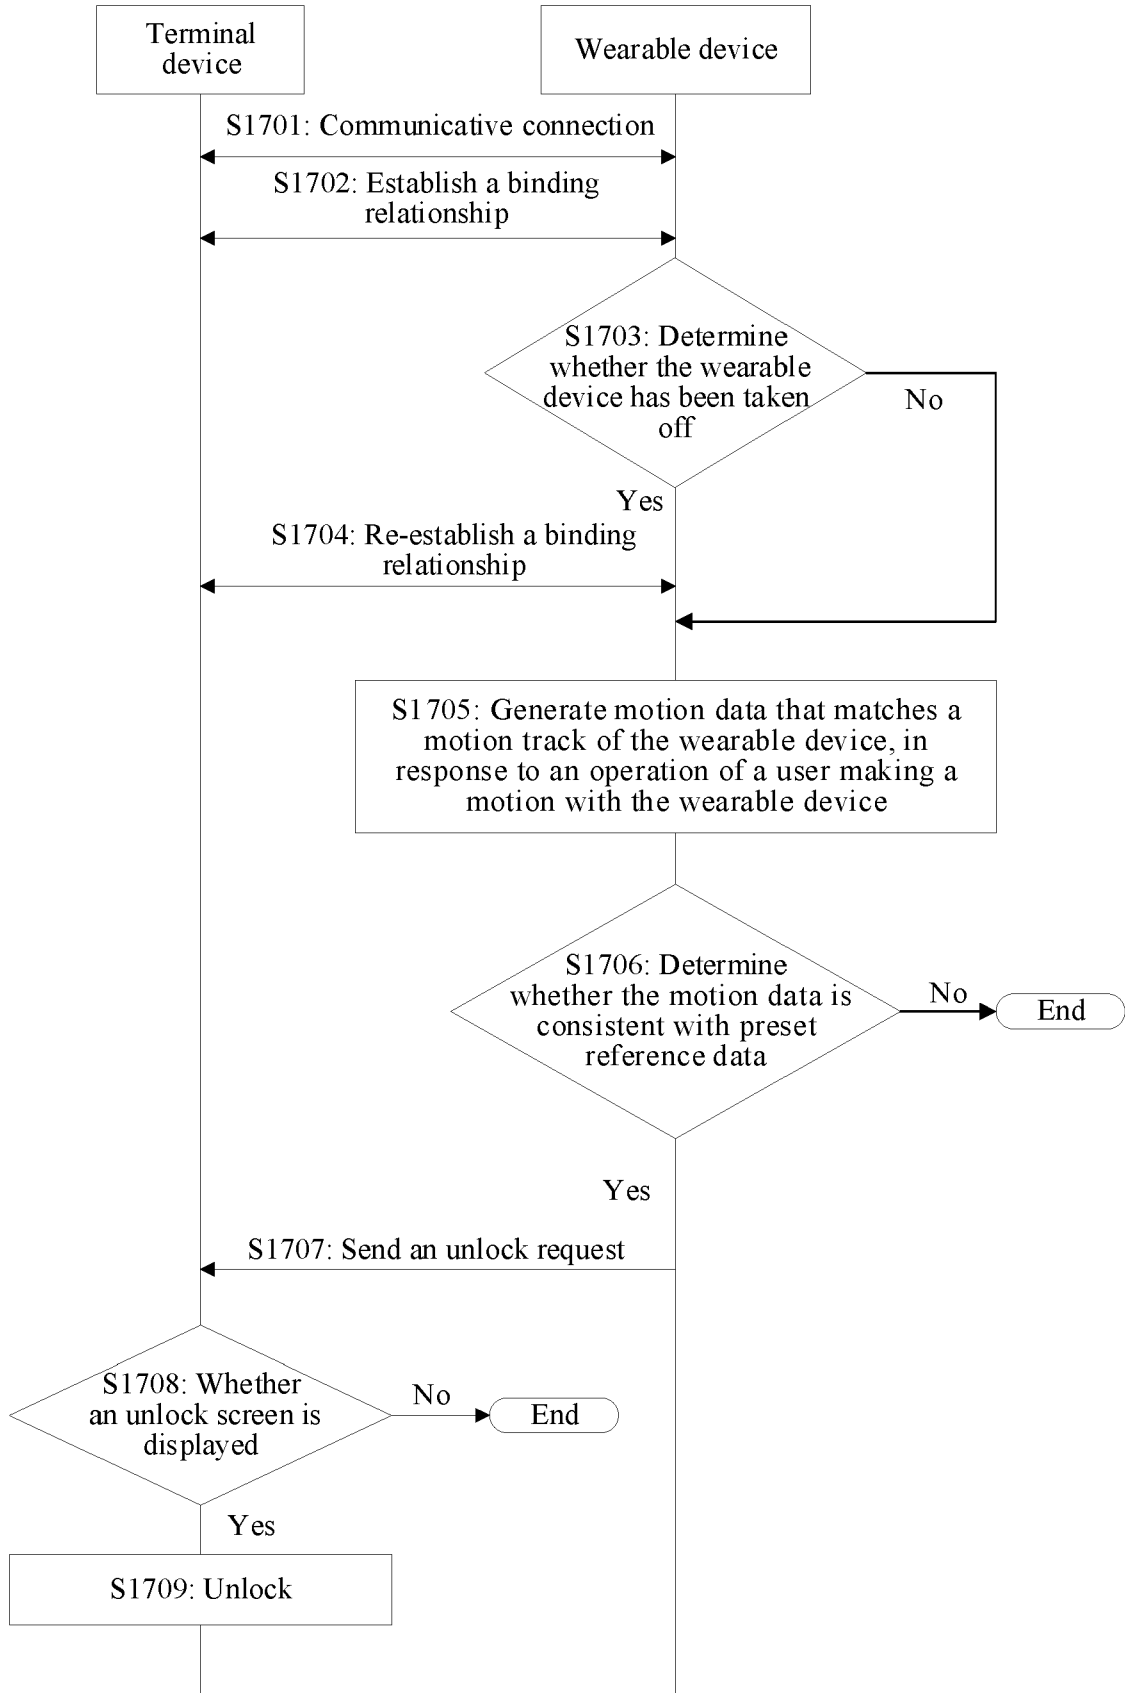 Terminal
device
Wearable device
S1701: Communicative connection
S1702: Establish a binding
relationship
S1703: Determine
whether the wearable
device has been taken
off
No
Yes
S1704: Re-establish a binding
relationship
S1705: Generate motion data that matches a
motion track of the wearable device, in
response to an operation of a user making a
motion with the wearable device
S1706: Determine
whether the motion data is
consistent with preset
reference data
No
End
Yes
S1707: Send an unlock request
S1708: Whether
an unlock screen is
displayed
No
End
Yes
S1709: Unlock